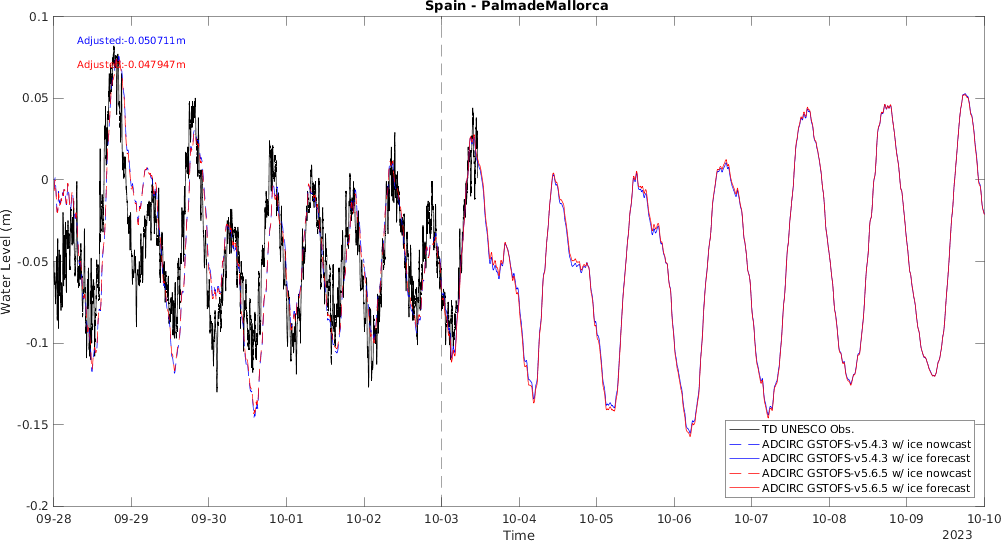 Spain - PalmadeMallorca
Adjusted:-0.050711m
Adjusted:-0.047947m
0.1
0.05
0
-0.05
-0.1
-0.15
-0.2
Water Level (m)
TD UNESCO Obs.
ADCIRC GSTOFS-v5.4.3 w/ ice nowcast
ADCIRC GSTOFS-v5.4.3 w/ ice forecast
ADCIRC GSTOFS-v5.6.5 w/ ice nowcast
ADCIRC GSTOFS-v5.6.5 w/ ice forecast
09-28 09-29 09-30 10-01 10-02 10-03 10-04 10-05 10-06 10-07 10-08 10-09 10-10
Time
2023